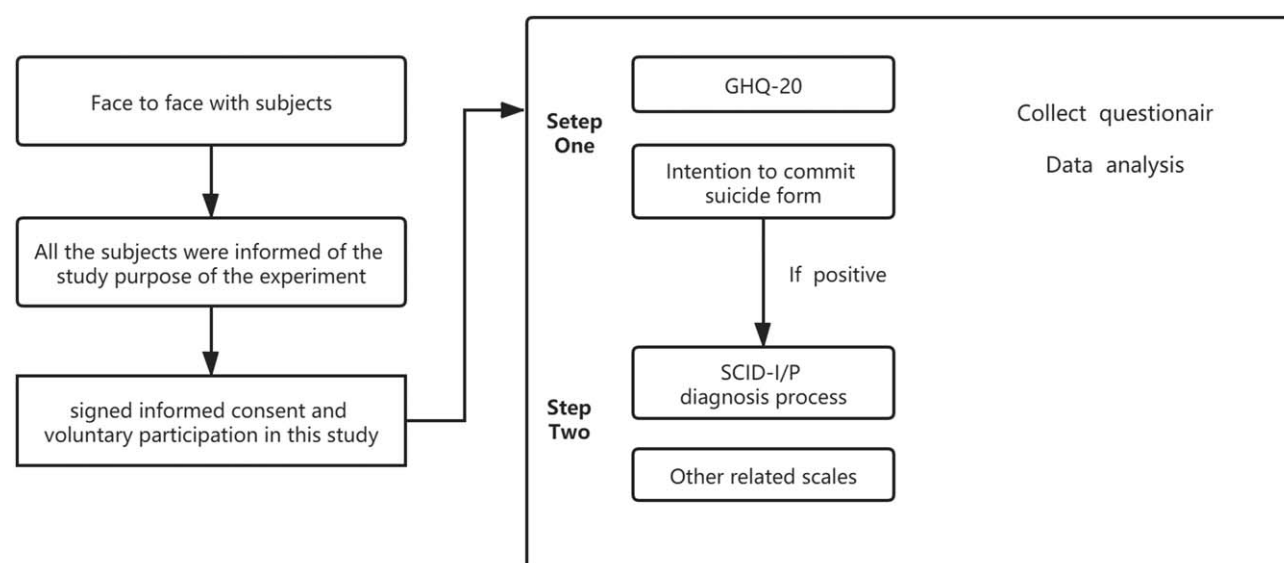 Face to face with subjects
All the subjects were informed of the
study purpose of the experiment
signed informed consent and
voluntary participation in this study
Setep
One
GHQ-20
Intention to commit
suicide form
If positive
Step
Two
SCID-I/P
diagnosis process
Other related scales
Collect questionair
Data analysis